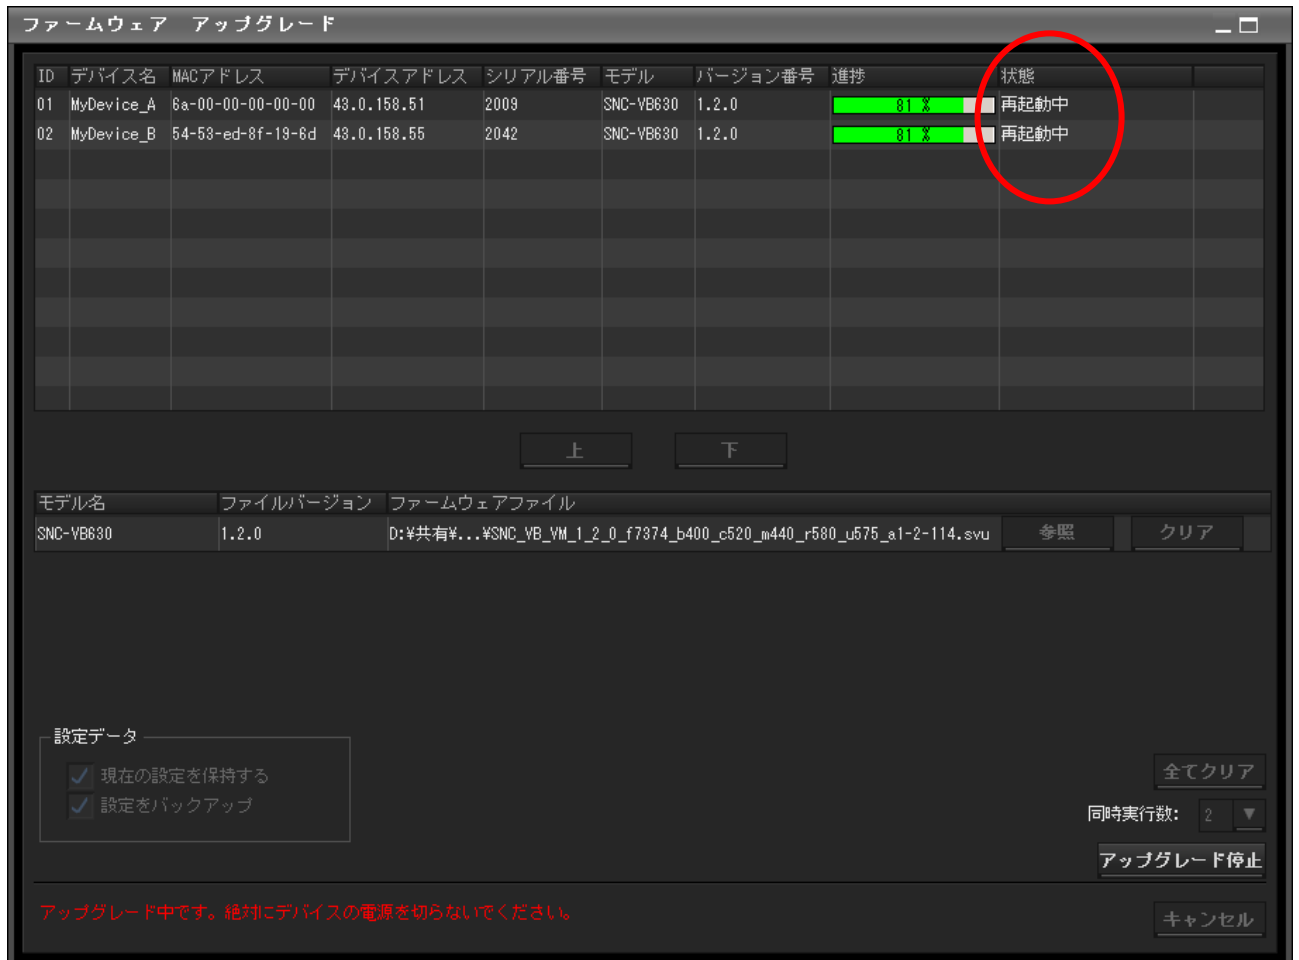 ファームウェア アップグレード
ID デバイス名 MACアドレス デバイスアドレス シリアル番号 モデル バージョン番号 進捗 状態
01 MyDevice_A 6a-00-00-00-00-00 43.0.158.51 2009 SNC-VB630 1.2.0 81 % 再起動中
02 MyDevice_B 54-53-ed-8f-19-6d 43.0.158.55 2042 SNC-VB630 1.2.0 81 % 再起動中
上 下
モデル名 ファイルバージョン ファームウェアファイル
SNC-VB630 1.2.0 D:¥共有¥...¥SNC_VB_VM_1_2_0_f7374_b400_c520_m440_r580_u575_a1-2-114.svu 参照 クリア
設定データ
現在の設定を保持する
設定をバックアップ
全てクリア
同時実行数: 2
アップグレード停止
アップグレード中です。絶対にデバイスの電源を切らないでください。
キャンセル